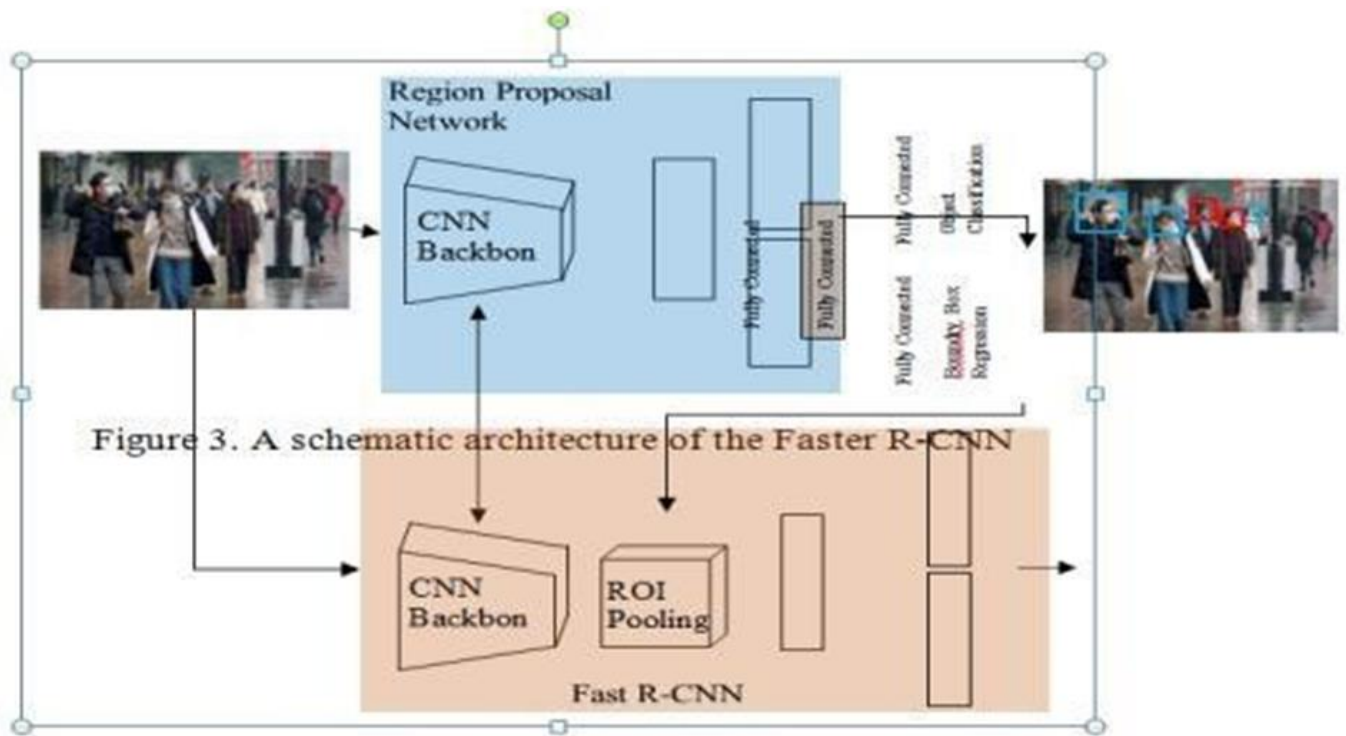 Region Proposal
Network
CNN
Backbon
Fully Connected
Fully Connected
Fully Connected
Object
Classification
Fully Connected
Boundry Box
Regression
Figure 3. A schematic architecture of the Faster R-CNN
CNN
Backbon
ROI
Pooling
Fast R-CNN